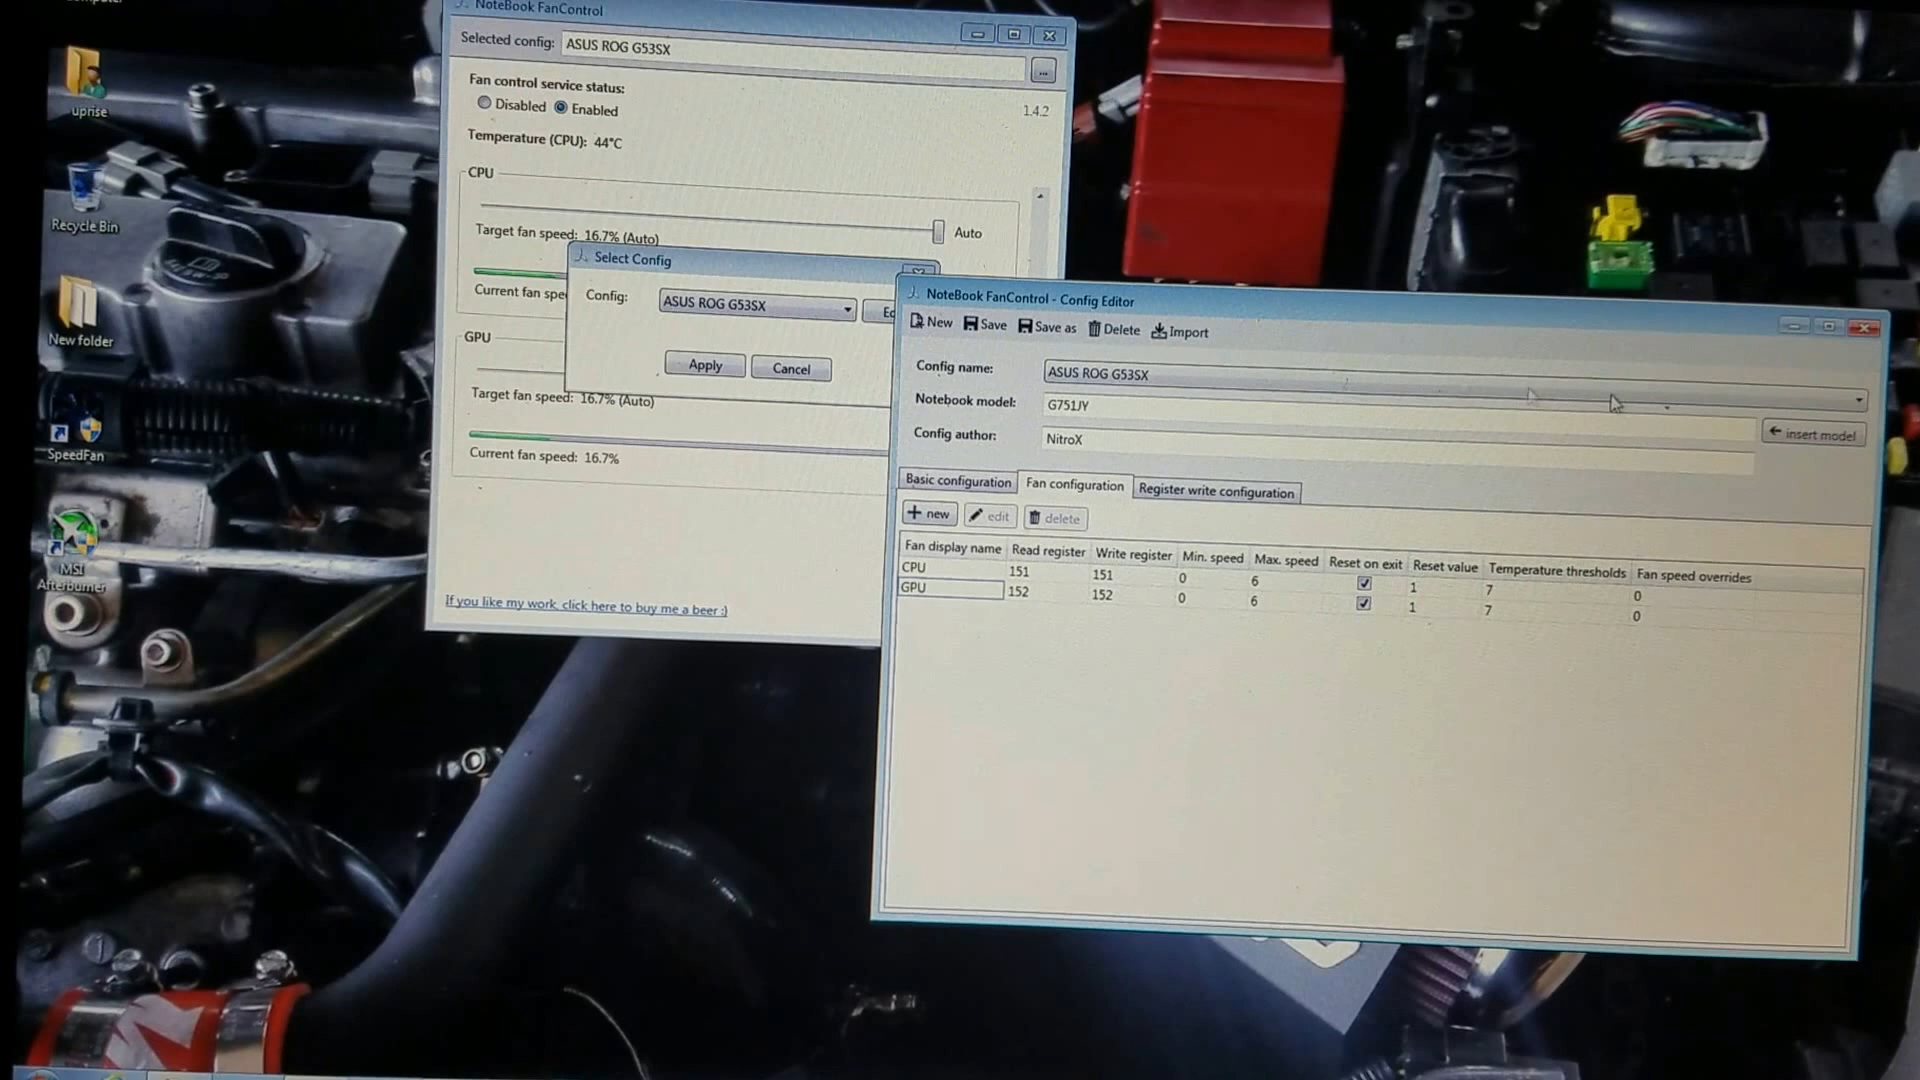 uprise
Recycle Bin
New folder
SpeedFan
MSI
Afterburner
NoteBook FanControl
Selected config: ASUS ROG G53SX
...
Fan control service status:
Disabled Enabled
1.4.2
Temperature (CPU): 44°C
CPU
Auto
Target fan speed: 16.7% (Auto)
Current fan spe
GPU
Target fan speed: 16.7% (Auto)
Current fan speed: 16.7%
If you like my work, click here to buy me a beer :)
Select Config
Config: ASUS ROG G53SX
Apply Cancel
NoteBook FanControl - Config Editor
New Save Save as Delete Import
Config name: ASUS ROG G53SX
Notebook model: G751JY
insert model
Config author: NitroX
Basic configuration Fan configuration Register write configuration
new edit delete
Fan display name Read register Write register Min. speed Max. speed Reset on exit Reset value Temperature thresholds Fan speed overrides
CPU 151 151 0 6 1 7 0
GPU 152 152 0 6 1 7 0